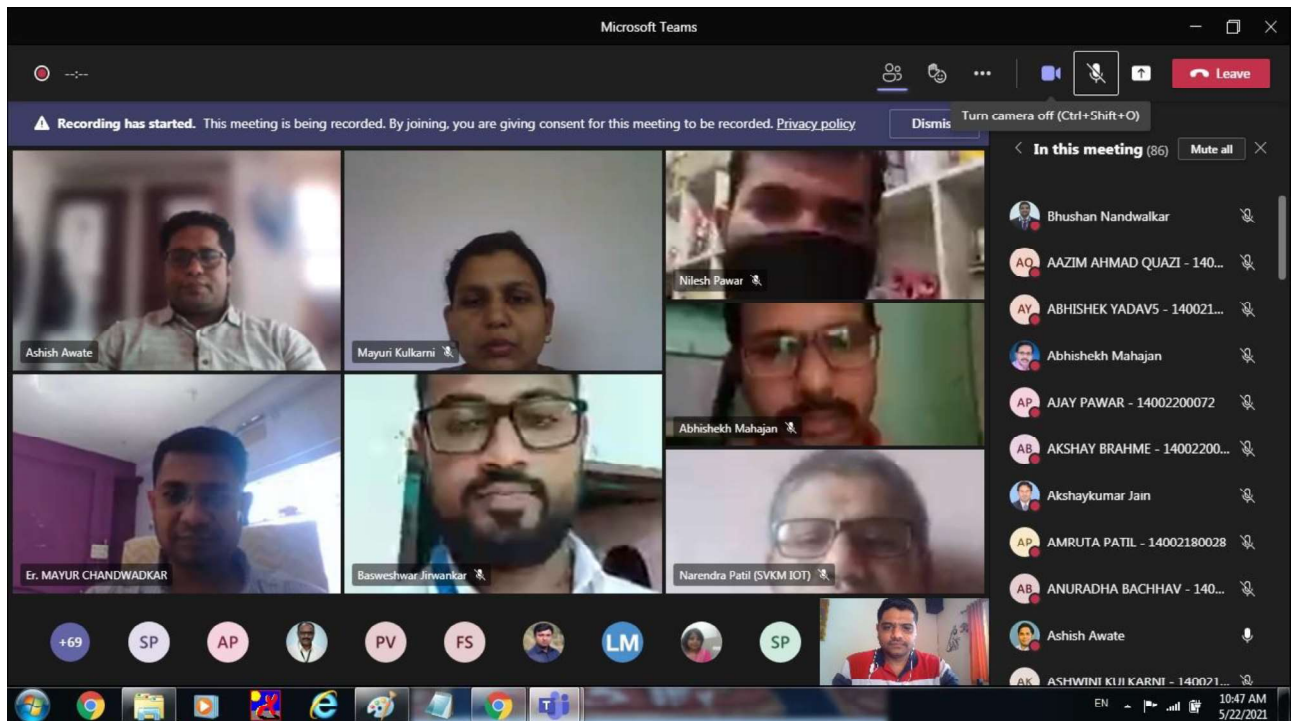 Microsoft Teams
--:--
Leave
Recording has started. This meeting is being recorded. By joining, you are giving consent for this meeting to be recorded. Privacy policy
Dismis
Turn camera off (Ctrl+Shift+O)
In this meeting (86)
Mute all
Ashish Awate
Mayuri Kulkarni
Nilesh Pawar
Abhishekh Mahajan
Er. MAYUR CHANDWADKAR
Basweshwar Jirwankar
Narendra Patil (SVKM IOT)
+69
SP
AP
PV
FS
LM
SP
Bhushan Nandwalkar
AQ
AAZIM AHMAD QUAZI - 140...
AY
ABHISHEK YADAV5 - 140021...
Abhishekh Mahajan
AP
AJAY PAWAR - 14002200072
AB
AKSHAY BRAHME - 14002200...
Akshaykumar Jain
AP
AMRUTA PATIL - 14002180028
AB
ANURADHA BACHHAV - 140...
Ashish Awate
AK
ASHWINI KULKARNI - 140021...
EN
10:47 AM
5/22/2021